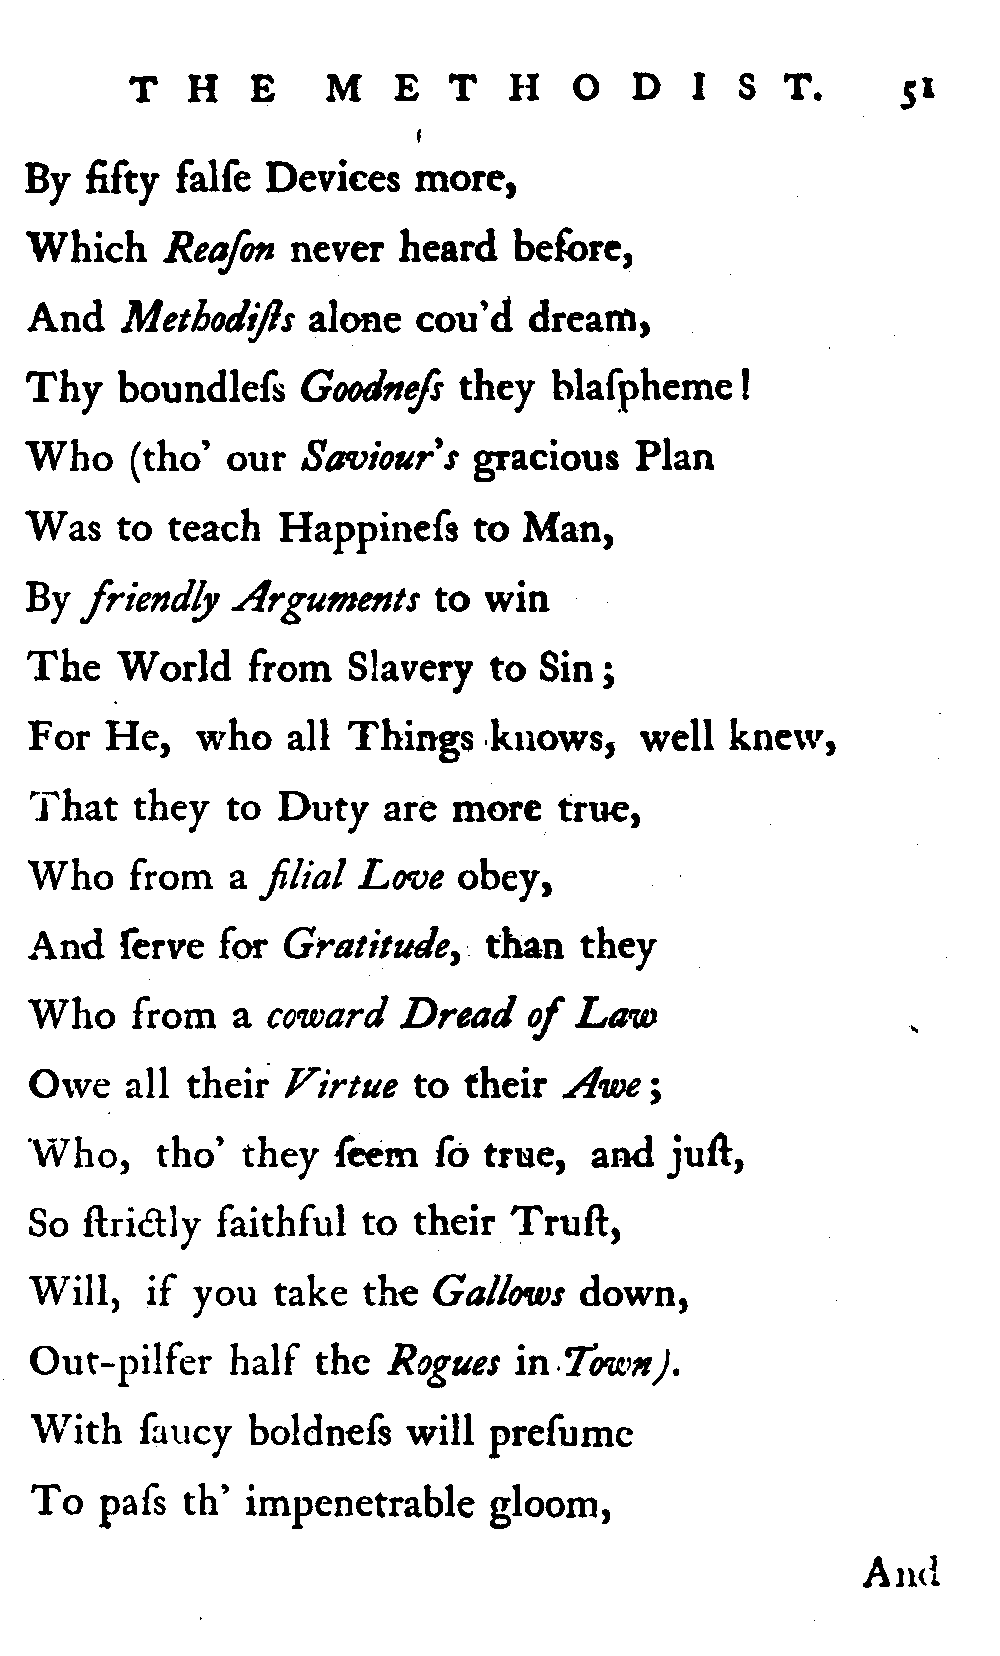 THE METHODIST. 51
By fifty falſe Devices more,
Which Reaſon never heard before,
And Methodiſts alone cou'd dream,
Thy boundleſs Goodneſs they blaſpheme!
Who (tho' our Saviour's gracious Plan
Was to teach Happineſs to Man,
By friendly Arguments to win
The World from Slavery to Sin;
For He, who all Things knows, well knew,
That they to Duty are more true,
Who from a filial Love obey,
And ſerve for Gratitude, than they
Who from a coward Dread of Law
Owe all their Virtue to their Awe;
Who, tho' they ſeem ſo true, and juſt,
So ſtrictly faithful to their Truſt,
Will, if you take the Gallows down,
Out-pilfer half the Rogues in Town).
With ſaucy boldneſs will preſume
To paſs th' impenetrable gloom,
And